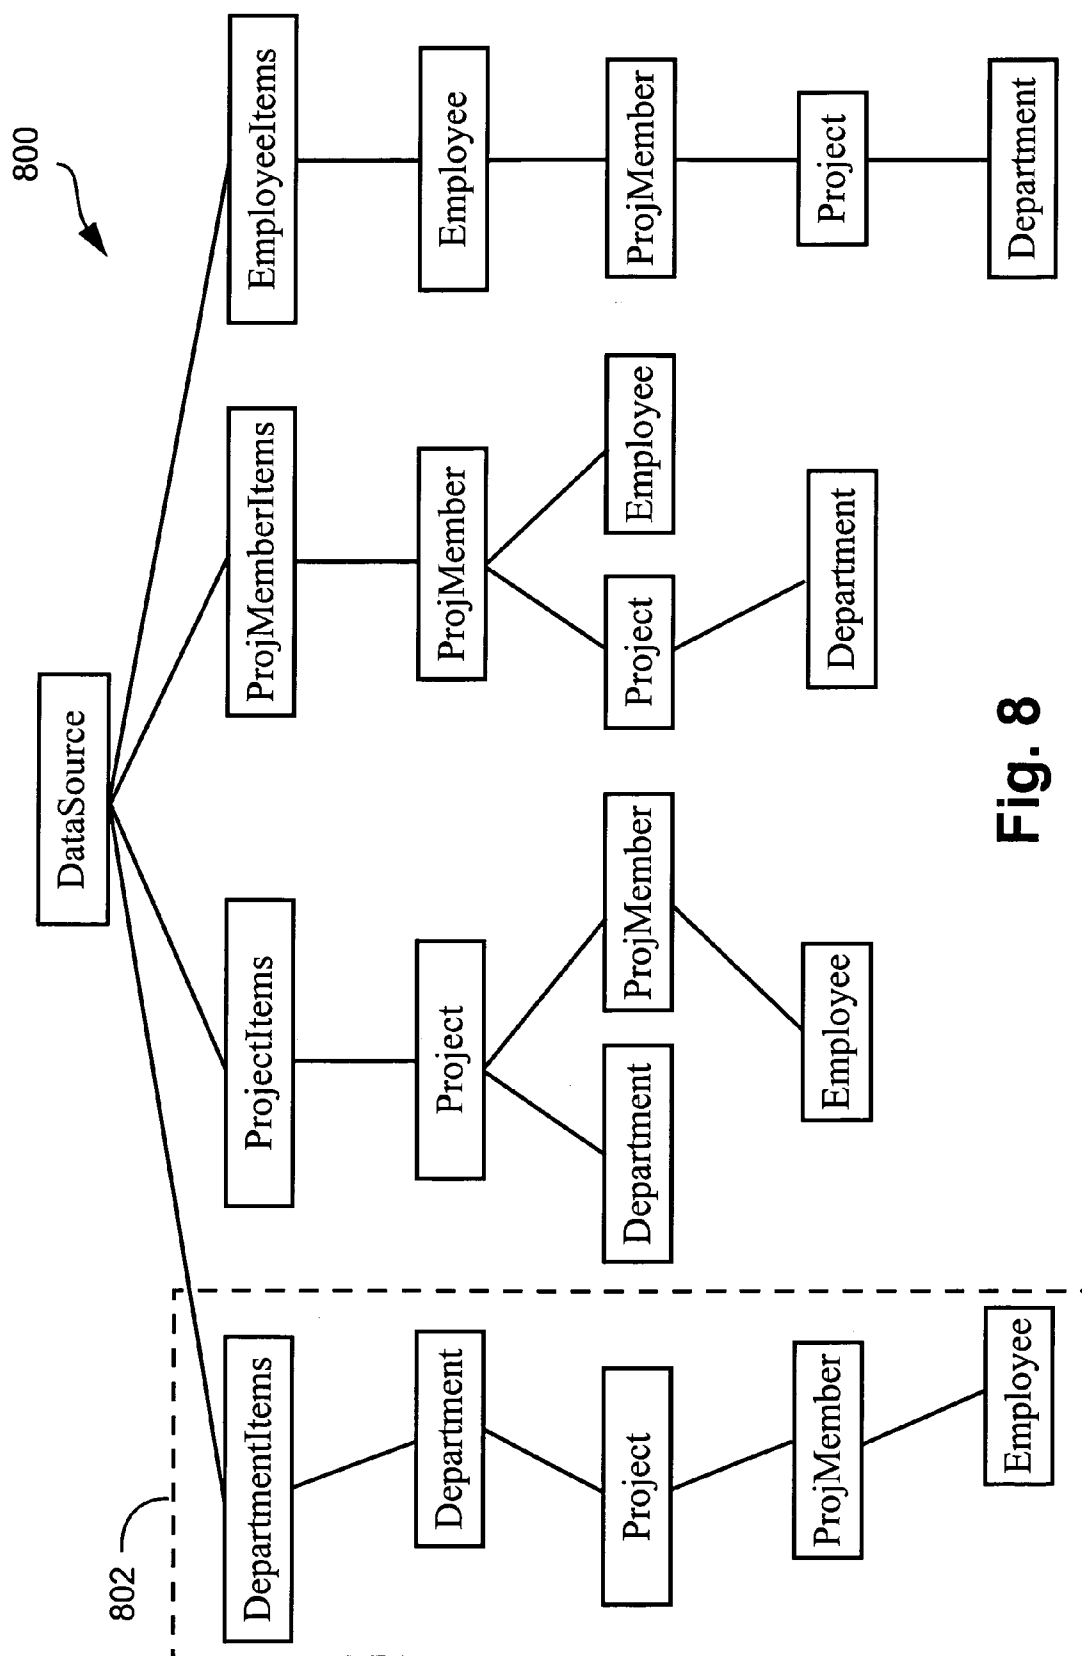 800
DataSource
802
DepartmentItems
ProjectItems
ProjMemberItems
EmployeeItems
Department
Project
ProjMember
Employee
Project
Department
ProjMember
Project
Employee
ProjMember
ProjMember
Employee
Department
Project
Employee
Department
Fig. 8